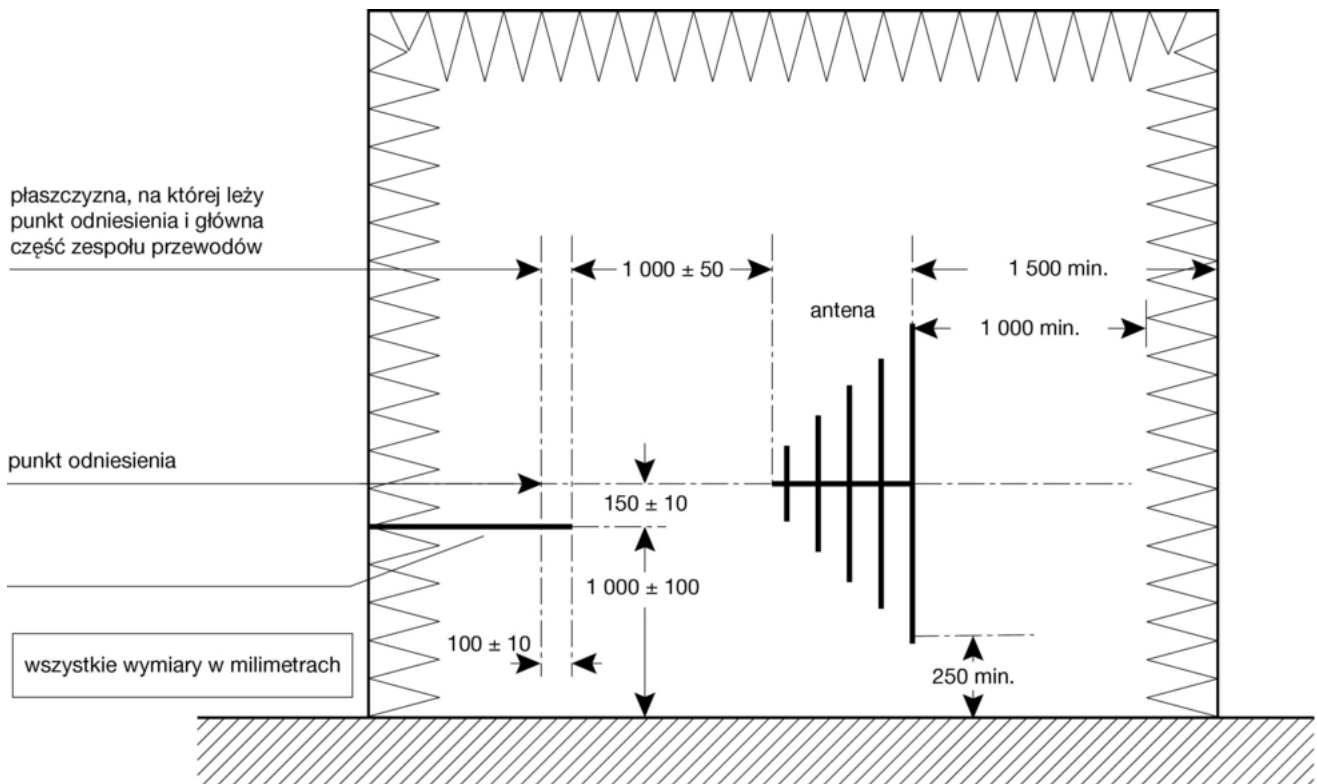 płaszczyzna, na której leży
punkt odniesienia i główna
część zespołu przewodów
1 000 ± 50
1 500 min.
antena
1 000 min.
punkt odniesienia
150 ± 10
1 000 ± 100
100 ± 10
wszystkie wymiary w milimetrach
250 min.